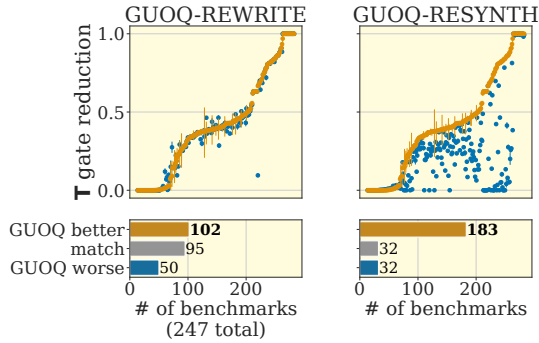 GUOQ-REWRITE GUOQ-RESYNTH
T gate reduction
1.0
0.5
0.0
GUOQ better 102 183
match 95 32
GUOQ worse 50 32
0 100 200 0 100 200
# of benchmarks # of benchmarks
(247 total)